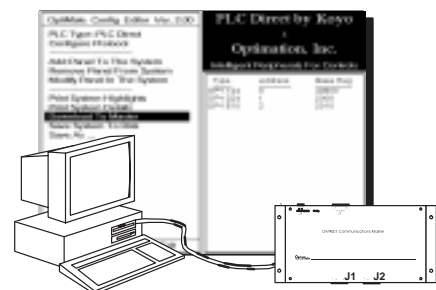 OptiMate Config Editor Ver. 2.00
PLC Type: PLC Direct
Configure Protocol
Add Panel To The System
Remove Panel From System
Modify Panel In The System
Print System Highlights
Print System Details
Download To Master
Save System To Disk
Save As ...
PLC Direct by Koyo
&
Optimation, Inc.
Intelligent Peripherals For Controls
Type Address Base Reg
Communications Master
J1 J2